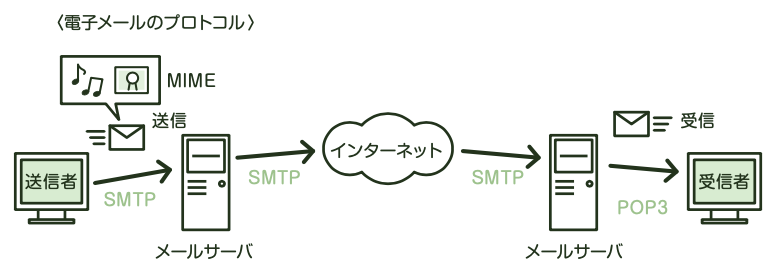 〈電子メールのプロトコル〉
MIME
送信
受信
送信者
SMTP
SMTP
インターネット
SMTP
POP3
受信者
メールサーバ
メールサーバ